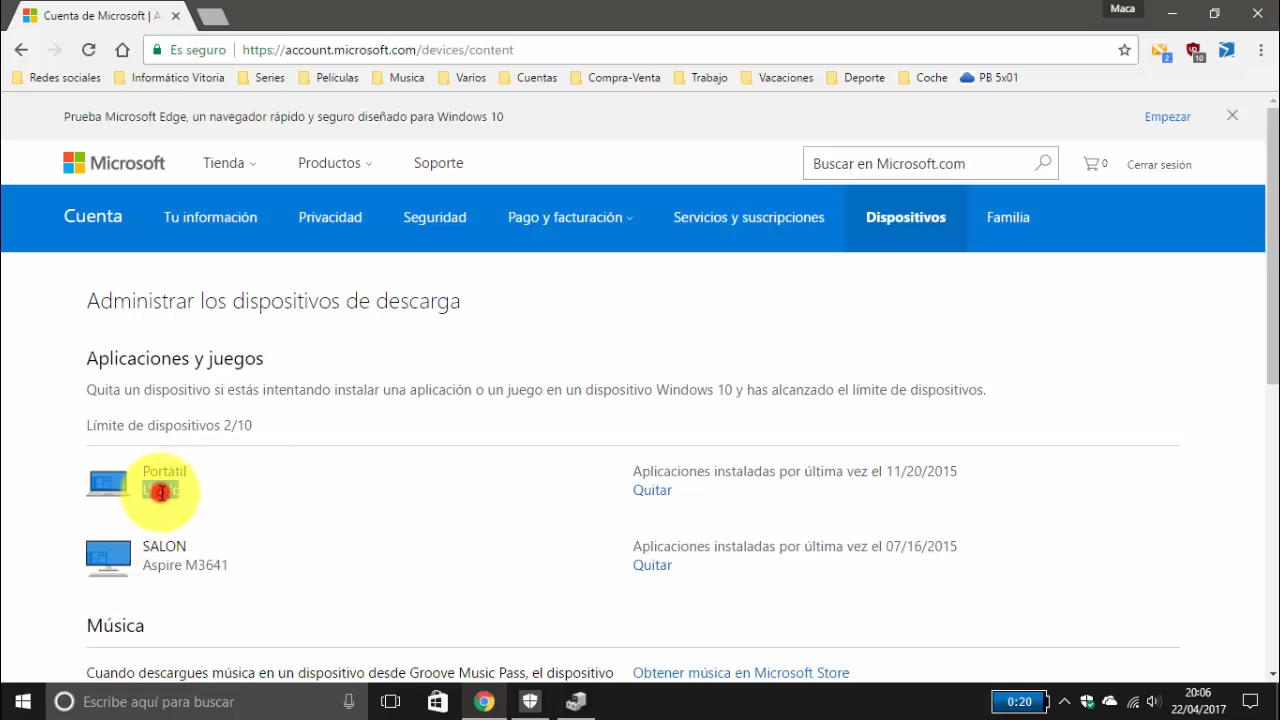 Cuenta de Microsoft | A
Maca
Es seguro
https://account.microsoft.com/devices/content
2
10
Redes sociales
Informático Vitoria
Series
Películas
Musica
Varios
Cuentas
Compra-Venta
Trabajo
Vacaciones
Deporte
Coche
PB 5x01
Prueba Microsoft Edge, un navegador rápido y seguro diseñado para Windows 10
Empezar
Microsoft
Tienda
Productos
Soporte
Buscar en Microsoft.com
0
Cerrar sesión
Cuenta
Tu información
Privacidad
Seguridad
Pago y facturación
Servicios y suscripciones
Dispositivos
Familia
Administrar los dispositivos de descarga
Aplicaciones y juegos
Quita un dispositivo si estás intentando instalar una aplicación o un juego en un dispositivo Windows 10 y has alcanzado el límite de dispositivos.
Límite de dispositivos 2/10
Portátil
Aplicaciones instaladas por última vez el 11/20/2015
Quitar
SALON
Aspire M3641
Aplicaciones instaladas por última vez el 07/16/2015
Quitar
Música
Cuando descargues música en un dispositivo desde Groove Music Pass, el dispositivo
Obtener música en Microsoft Store
Escribe aquí para buscar
0:20
20:06
22/04/2017